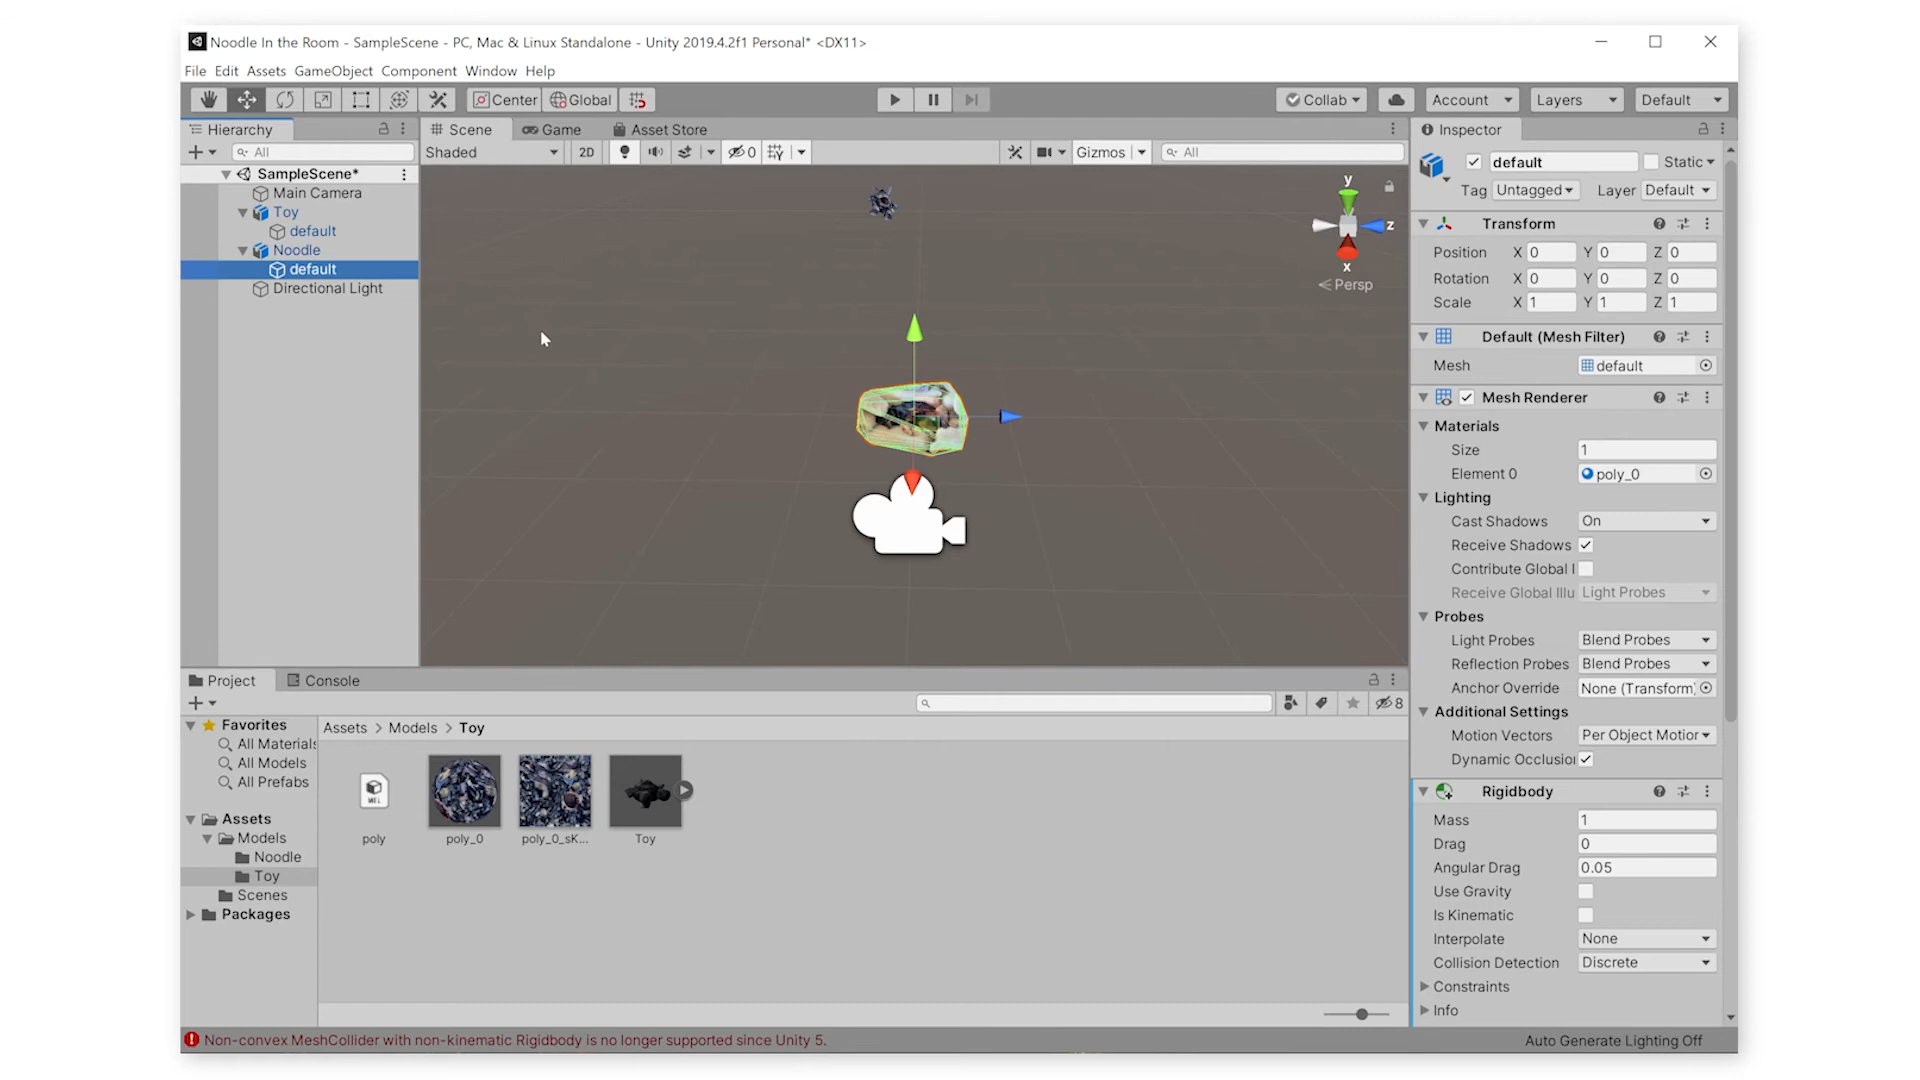 Noodle In the Room - SampleScene - PC, Mac & Linux Standalone - Unity 2019.4.2f1 Personal* <DX11>
File Edit Assets GameObject Component Window Help
Center Global Collab Account Layers Default
Hierarchy
All
SampleScene*
Main Camera
Toy
default
Noodle
default
Directional Light
Scene Game Asset Store
Shaded 2D 0 Gizmos All
y
z
x
Persp
Inspector
default Static
Tag Untagged Layer Default
Transform
Position X 0 Y 0 Z 0
Rotation X 0 Y 0 Z 0
Scale X 1 Y 1 Z 1
Default (Mesh Filter)
Mesh default
Mesh Renderer
Materials
Size 1
Element 0 poly_0
Lighting
Cast Shadows On
Receive Shadows
Contribute Global I
Receive Global Illu Light Probes
Probes
Light Probes Blend Probes
Reflection Probes Blend Probes
Anchor Override None (Transform)
Additional Settings
Motion Vectors Per Object Motior
Dynamic Occlusion
Rigidbody
Mass 1
Drag 0
Angular Drag 0.05
Use Gravity
Is Kinematic
Interpolate None
Collision Detection Discrete
Constraints
Info
Project Console
8
Favorites
All Materials
All Models
All Prefabs
Assets
Models
Noodle
Toy
Scenes
Packages
Assets > Models > Toy
MTL
poly poly_0 poly_0_sK... Toy
Non-convex MeshCollider with non-kinematic Rigidbody is no longer supported since Unity 5.
Auto Generate Lighting Off